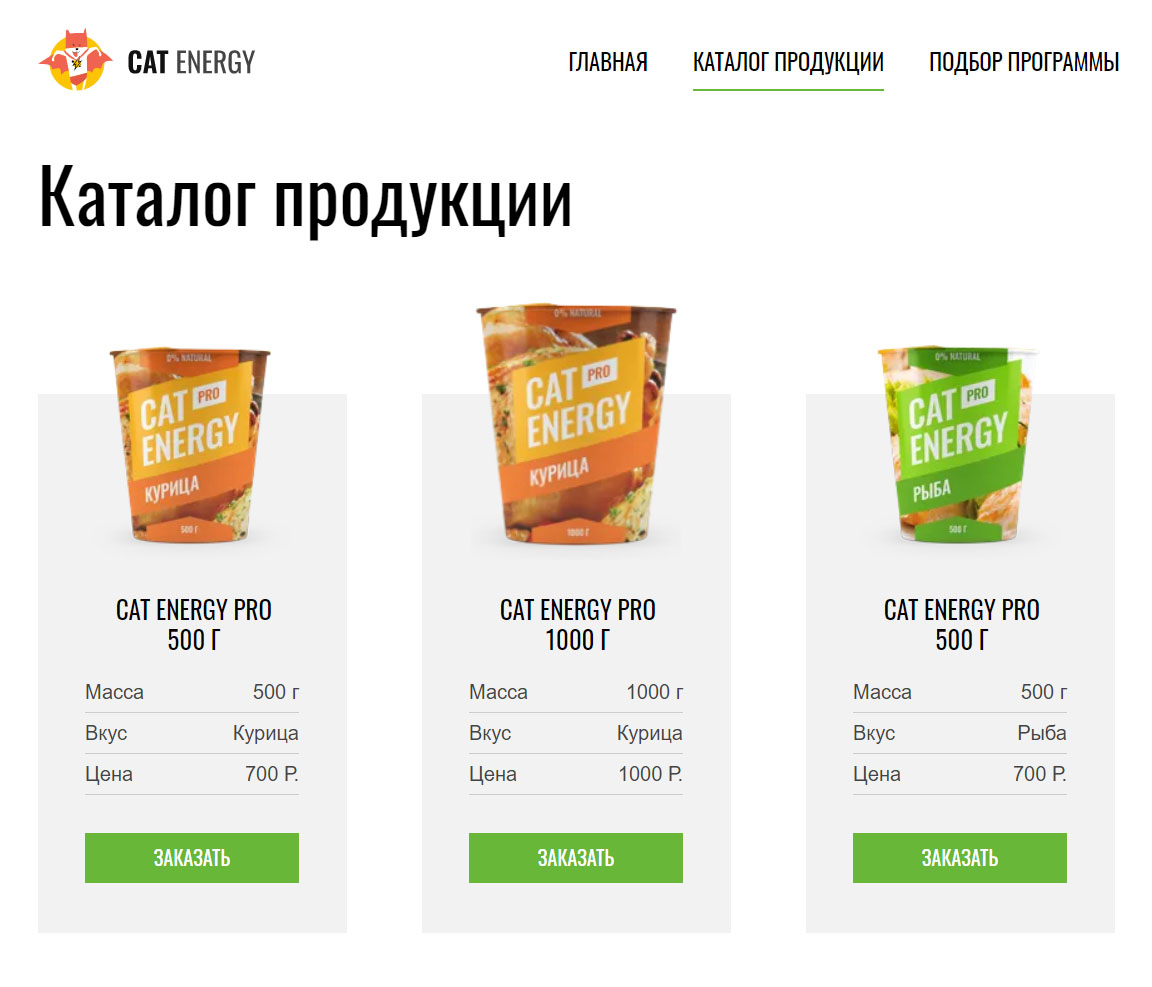 CAT ENERGY
ГЛАВНАЯ КАТАЛОГ ПРОДУКЦИИ ПОДБОР ПРОГРАММЫ
Каталог продукции
0% NATURAL
CAT PRO
ENERGY
КУРИЦА
500 Г
0% NATURAL
CAT PRO
ENERGY
КУРИЦА
1000 Г
0% NATURAL
CAT PRO
ENERGY
РЫБА
500 Г
CAT ENERGY PRO
500 Г
Масса 500 г
Вкус Курица
Цена 700 Р.
ЗАКАЗАТЬ
CAT ENERGY PRO
1000 Г
Масса 1000 г
Вкус Курица
Цена 1000 Р.
ЗАКАЗАТЬ
CAT ENERGY PRO
500 Г
Масса 500 г
Вкус Рыба
Цена 700 Р.
ЗАКАЗАТЬ